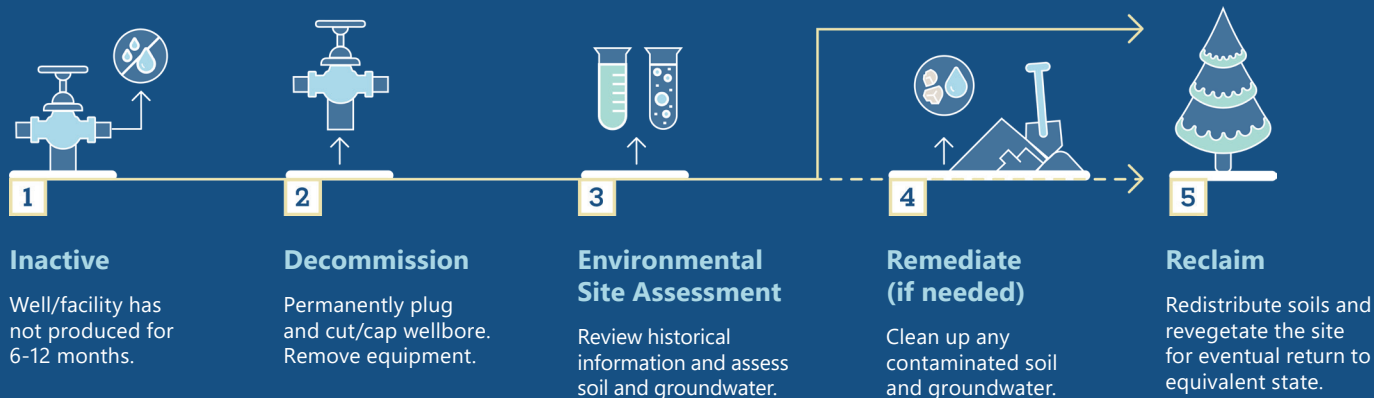 1
Inactive
Well/facility has
not produced for
6-12 months.
2
Decommission
Permanently plug
and cut/cap wellbore.
Remove equipment.
3
Environmental
Site Assessment
Review historical
information and assess
soil and groundwater.
4
Remediate
(if needed)
Clean up any
contaminated soil
and groundwater.
5
Reclaim
Redistribute soils and
revegetate the site
for eventual return to
equivalent state.